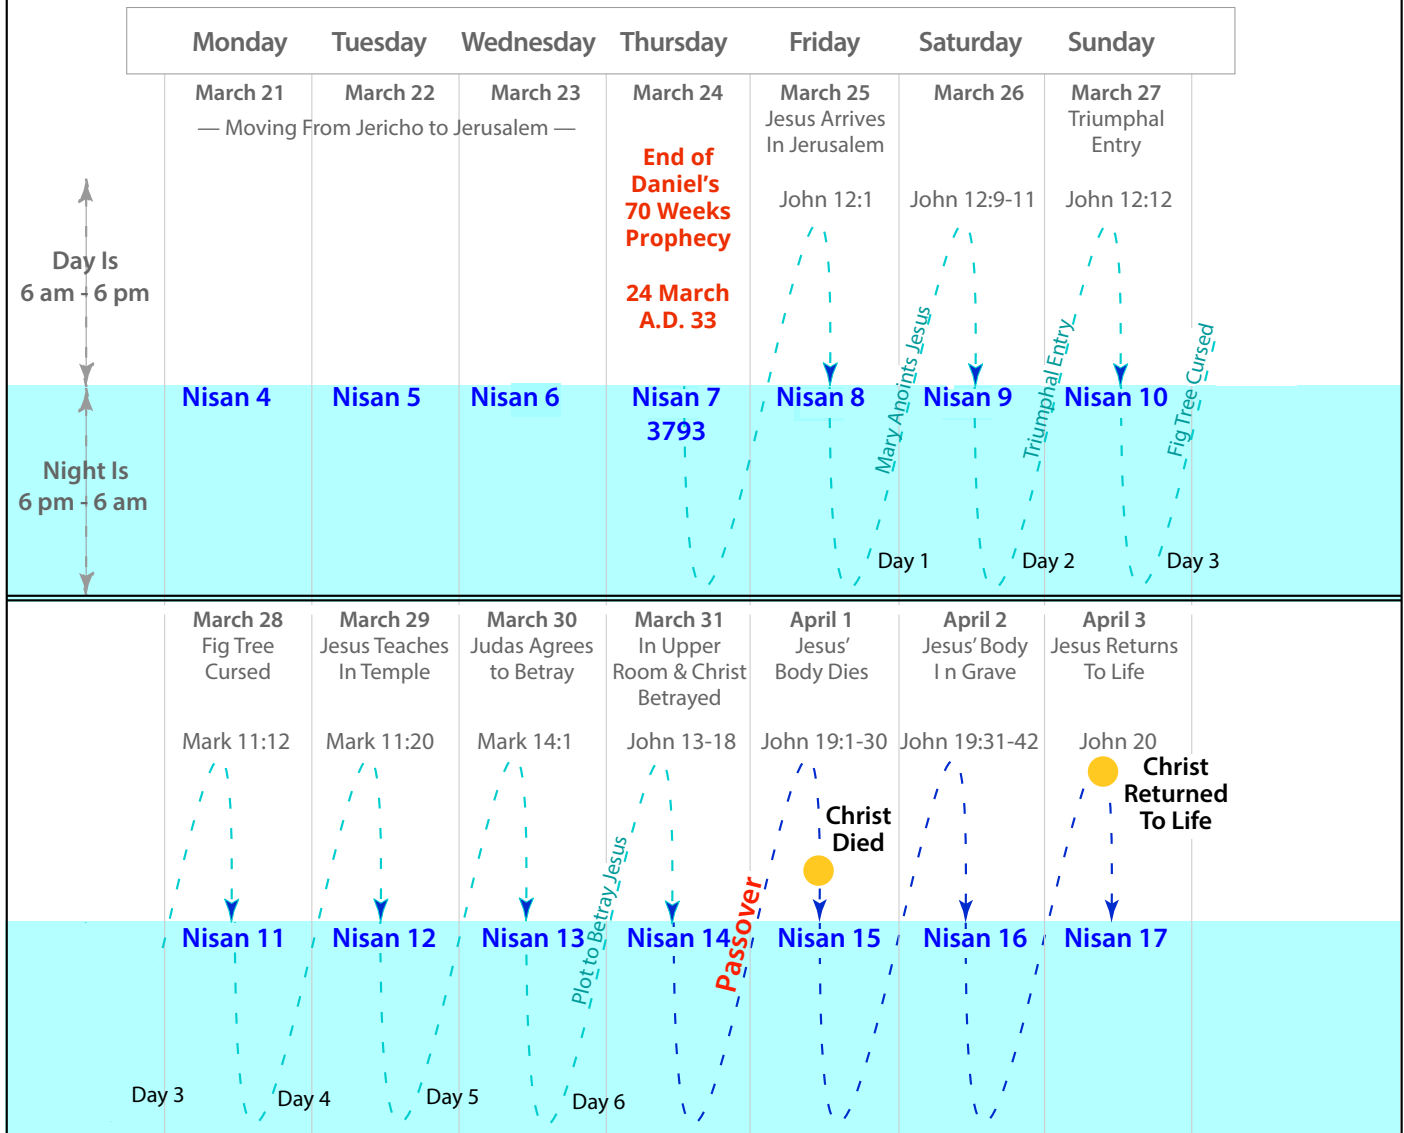 Monday Tuesday Wednesday Thursday Friday Saturday Sunday
March 21 March 22 March 23 March 24 March 25 March 26 March 27
— Moving From Jericho to Jerusalem —
Jesus Arrives
In Jerusalem
Triumphal
Entry
End of
Daniel's
70 Weeks
Prophecy
24 March
A.D. 33
John 12:1 John 12:9-11 John 12:12
Day Is
6 am - 6 pm
Mary Anoints Jesus
Triumphal Entry
Fig Tree Cursed
Nisan 4 Nisan 5 Nisan 6 Nisan 7 Nisan 8 Nisan 9 Nisan 10
3793
Night Is
6 pm - 6 am
Day 1 Day 2 Day 3
March 28 March 29 March 30 March 31 April 1 April 2 April 3
Fig Tree
Cursed
Jesus Teaches
In Temple
Judas Agrees
to Betray
In Upper
Room & Christ
Betrayed
Jesus'
Body Dies
Jesus' Body
I n Grave
Jesus Returns
To Life
Mark 11:12 Mark 11:20 Mark 14:1 John 13-18 John 19:1-30 John 19:31-42 John 20
Christ
Died
Christ
Returned
To Life
Plot to Betray Jesus
Passover
Nisan 11 Nisan 12 Nisan 13 Nisan 14 Nisan 15 Nisan 16 Nisan 17
Day 3 Day 4 Day 5 Day 6